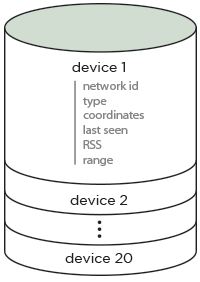 device 1
network id
type
coordinates
last seen
RSS
range
device 2
device 20